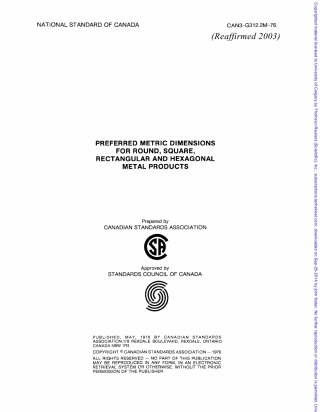 NATIONAL STANDARD OF CANADA
CAN3-G312.2M-76
(Reaffirmed 2003)
PREFERRED METRIC DIMENSIONS
FOR ROUND, SQUARE,
RECTANGULAR AND HEXAGONAL
METAL PRODUCTS
Prepared by
CANADIAN STANDARDS ASSOCIATION
Approved by
STANDARDS COUNCIL OF CANADA
PUBLISHED, MAY, 1976 BY CANADIAN STANDARDS
ASSOCIATION, 178 REXDALE BOULEVARD, REXDALE, ONTARIO
CANADA M9W 1R3
COPYRIGHT © CANADIAN STANDARDS ASSOCIATION — 1976
ALL RIGHTS RESERVED — NO PART OF THIS PUBLICATION
MAY BE REPRODUCED IN ANY FORM, IN AN ELECTRONIC
RETRIEVAL SYSTEM OR OTHERWISE, WITHOUT THE PRIOR
PERMISSION OF THE PUBLISHER.